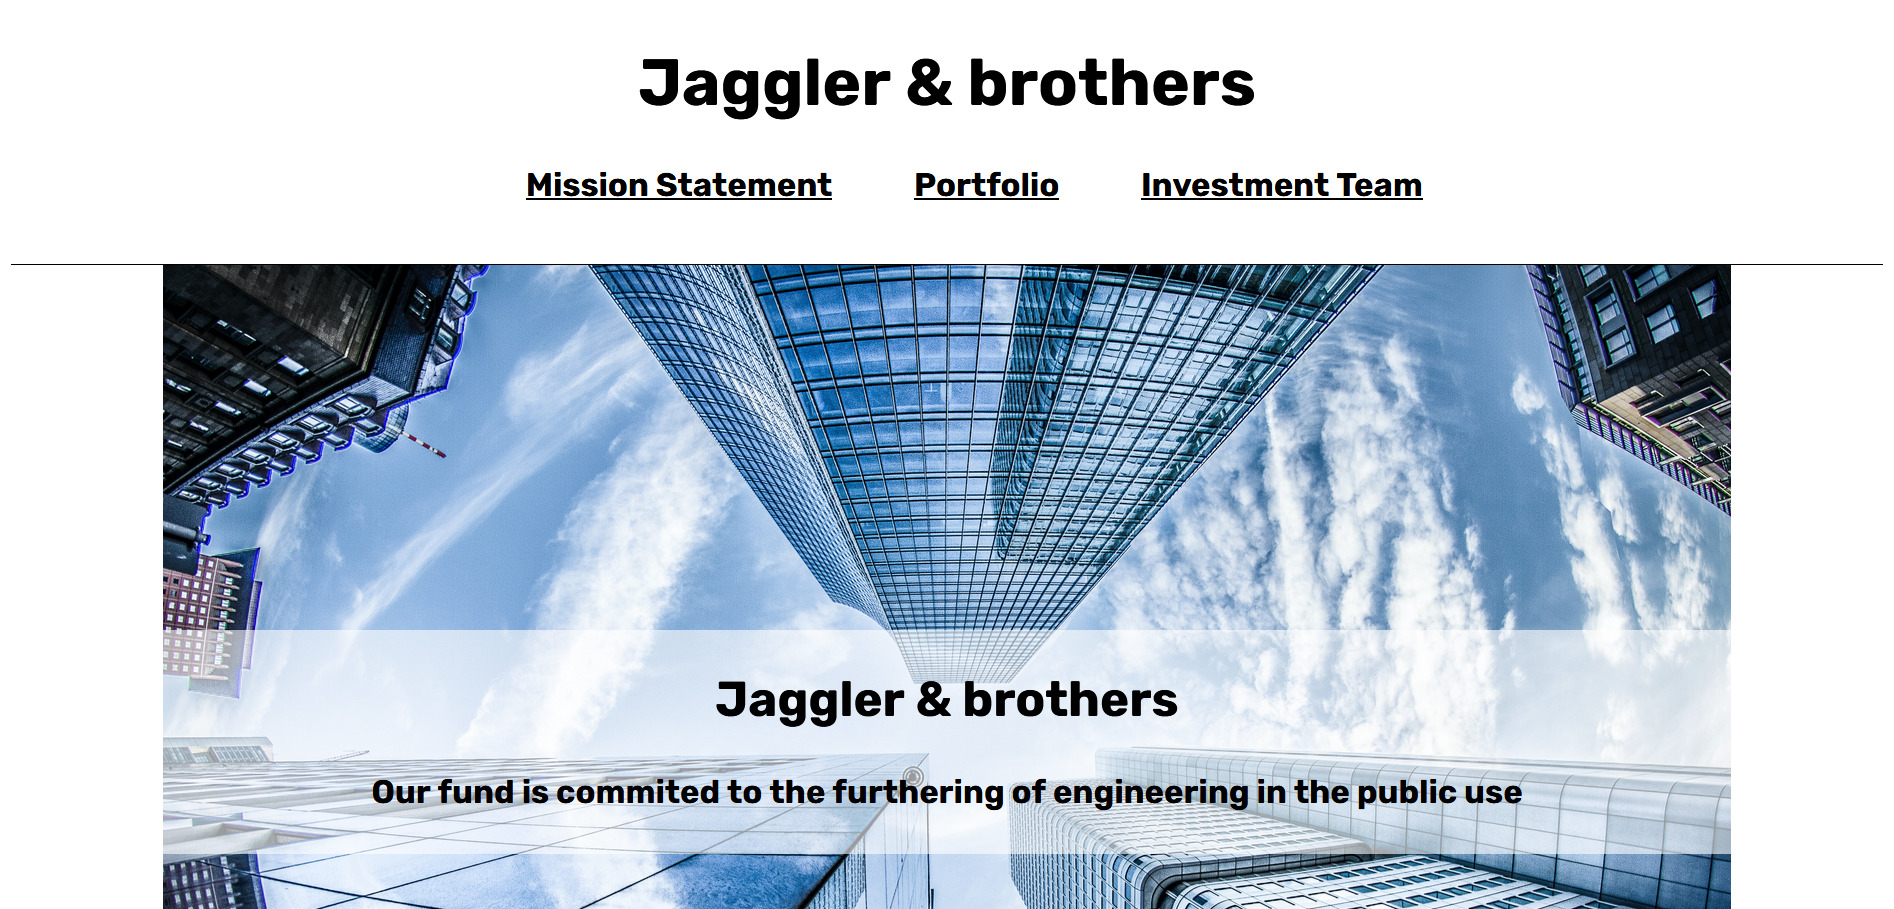 Jaggler & brothers
Mission Statement Portfolio Investment Team
Jaggler & brothers
Our fund is commited to the furthering of engineering in the public use